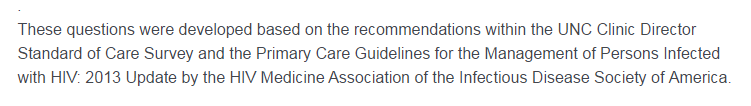 .
These questions were developed based on the recommendations within the UNC Clinic Director
Standard of Care Survey and the Primary Care Guidelines for the Management of Persons Infected
with HIV: 2013 Update by the HIV Medicine Association of the Infectious Disease Society of America.